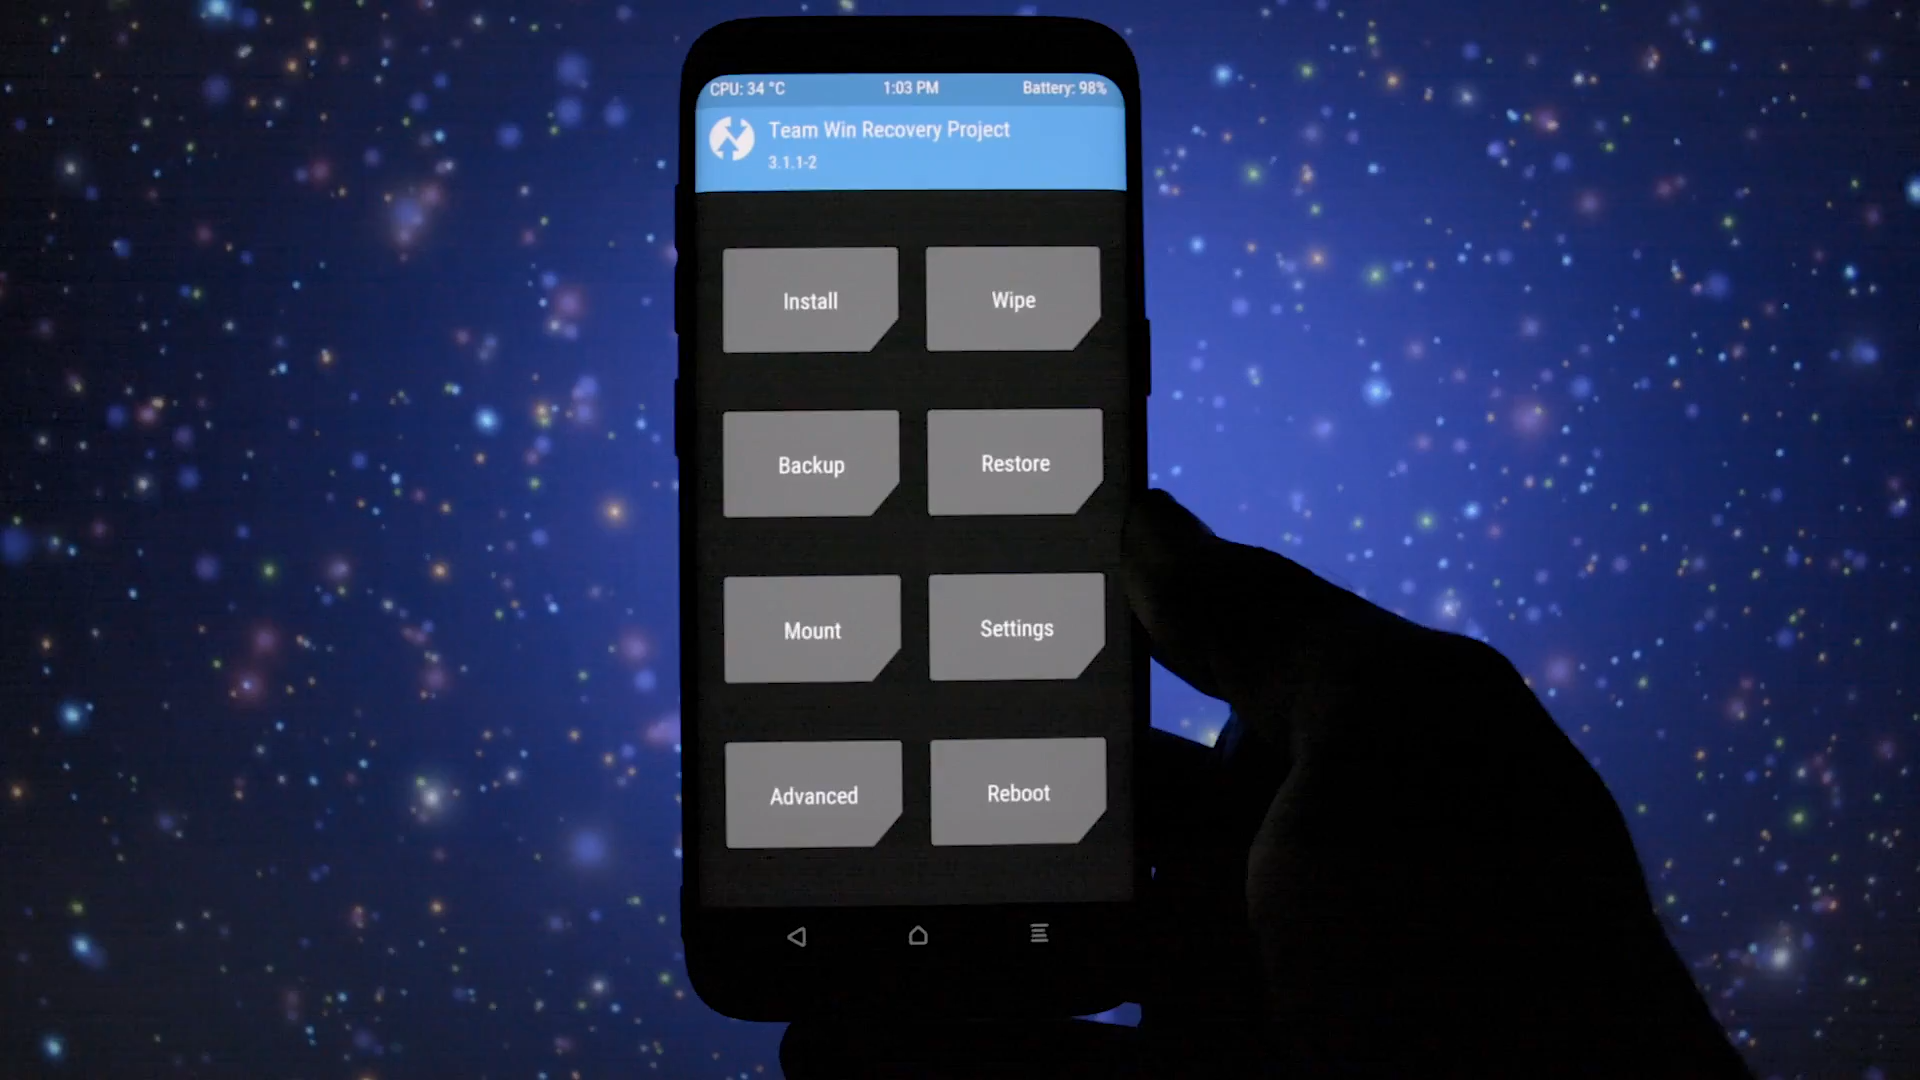 CPU: 34 °C 1:03 PM Battery: 98%
Team Win Recovery Project
3.1.1-2
Install Wipe
Backup Restore
Mount Settings
Advanced Reboot